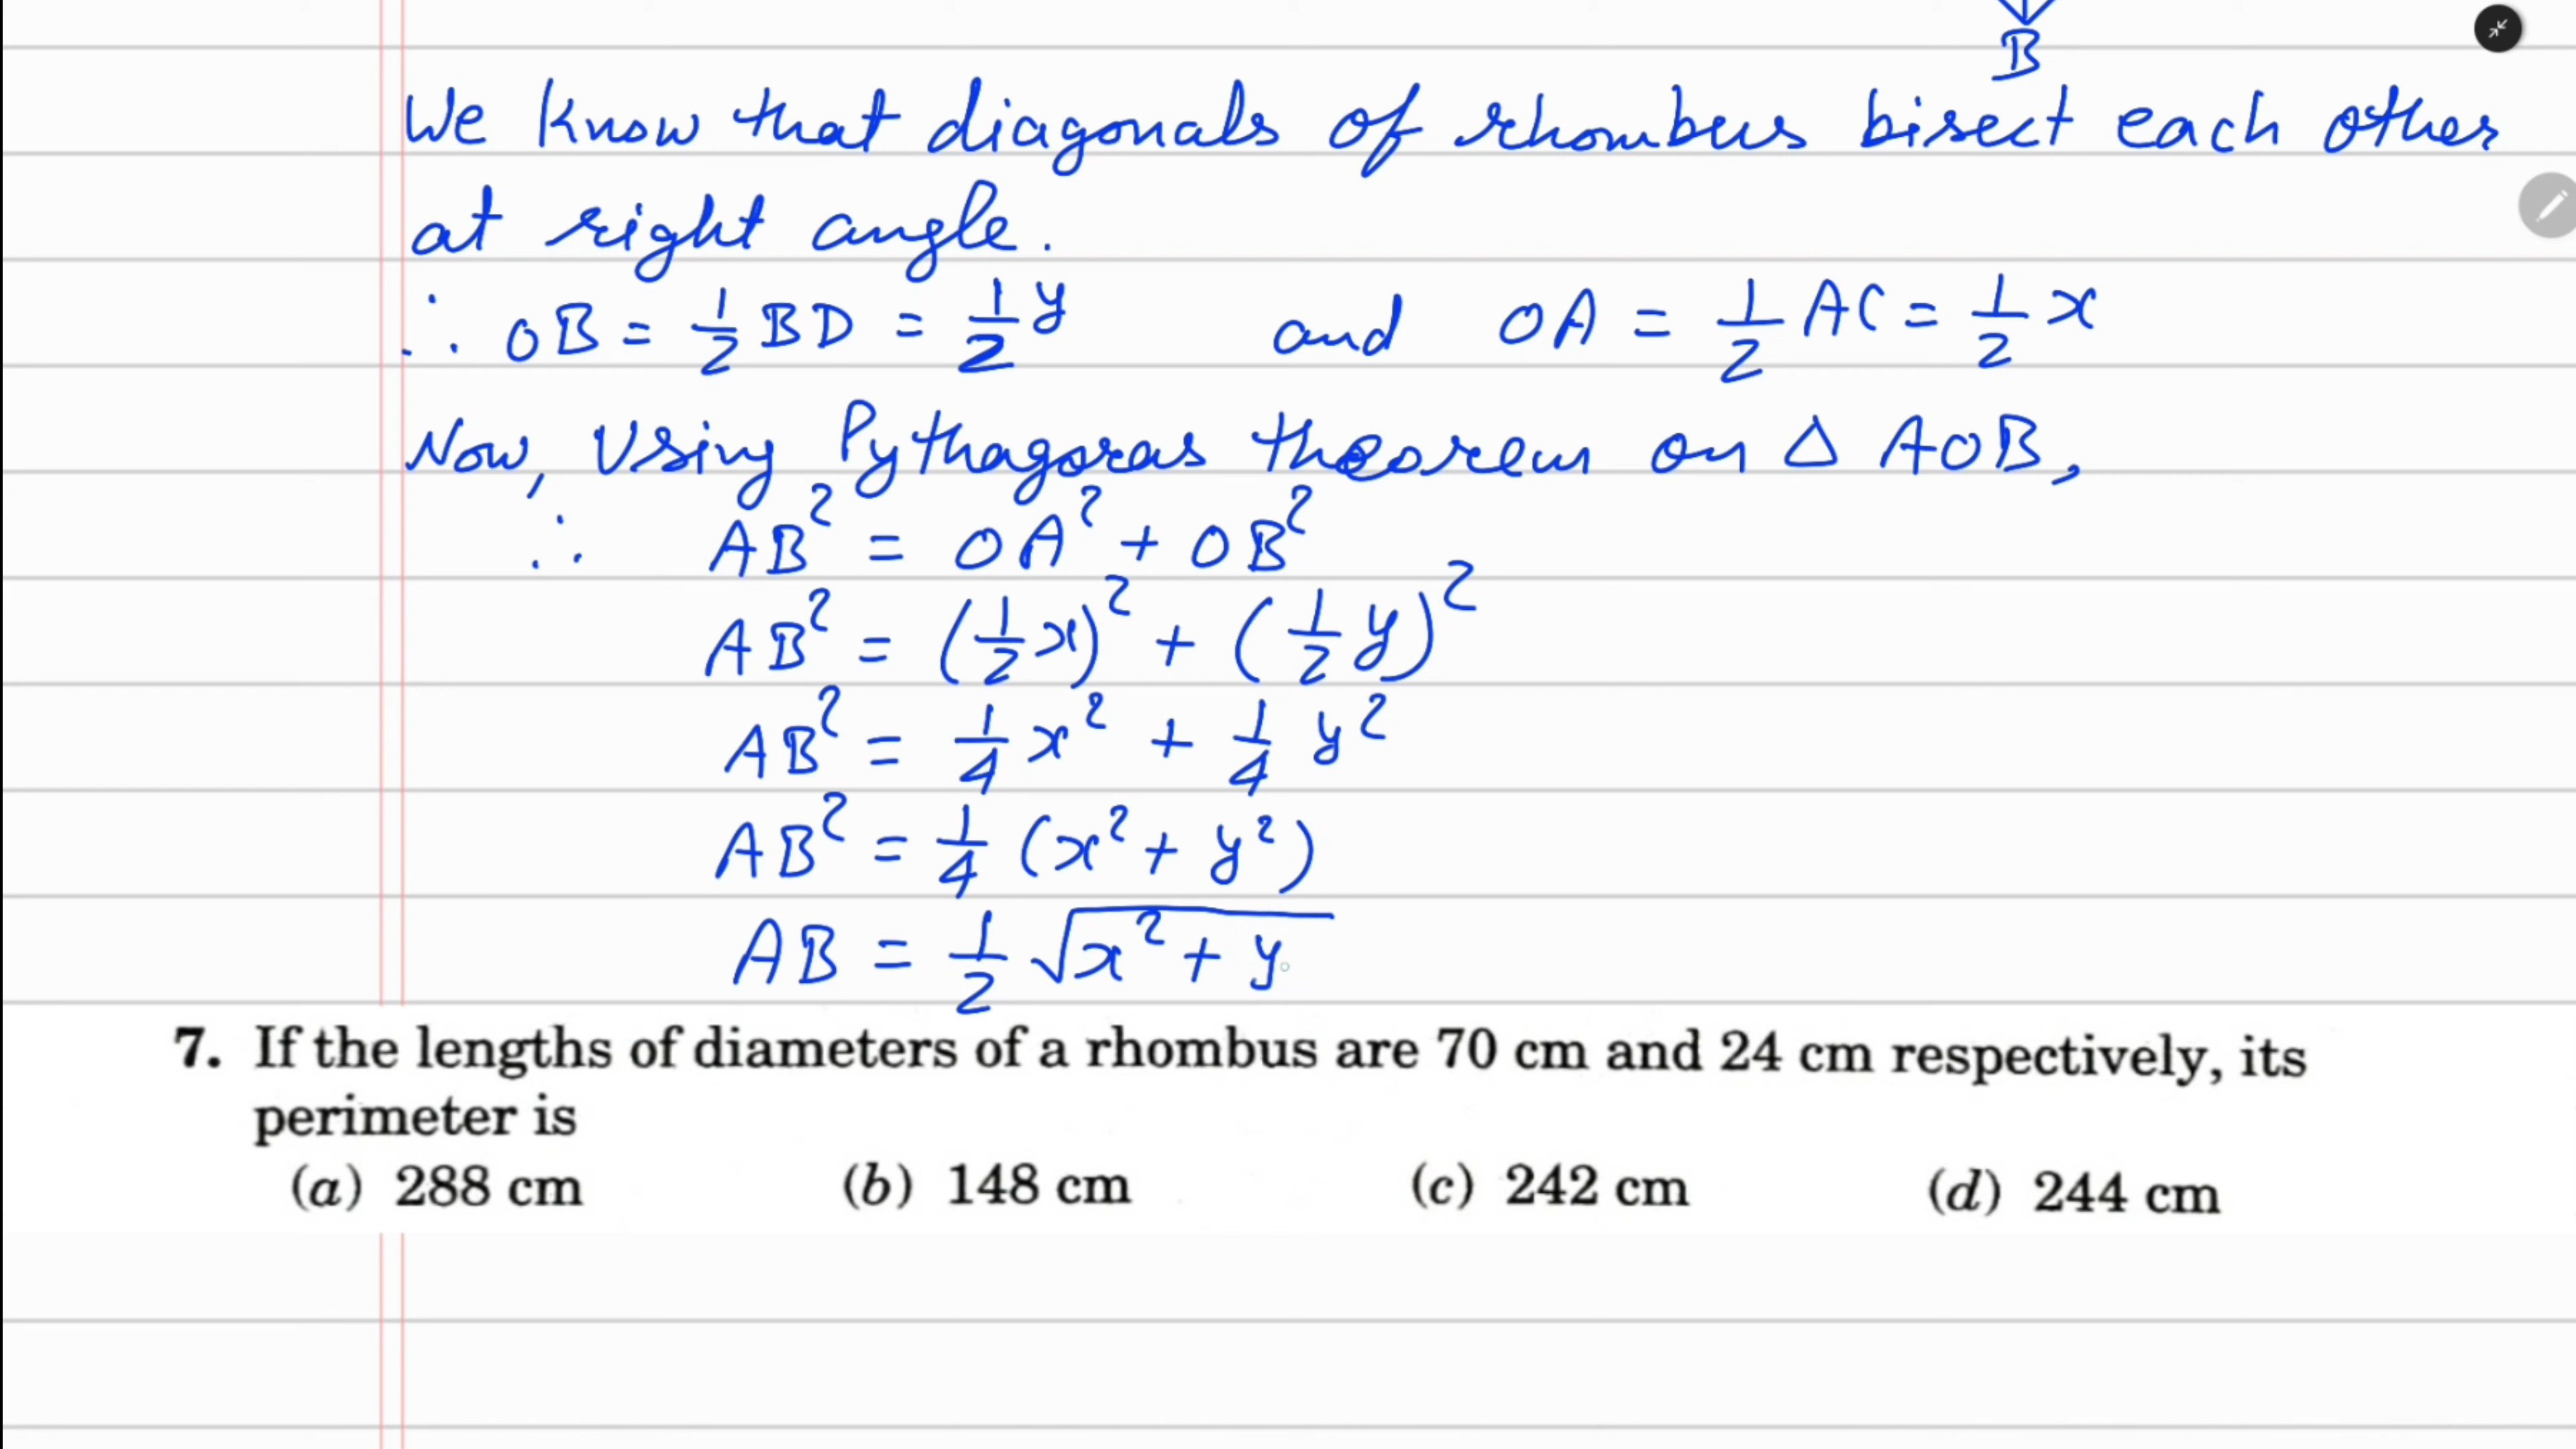 B
We know that diagonals of rhombus bisect each other
at right angle.
∴ OB = 1/2 BD = 1/2 y and OA = 1/2 AC = 1/2 x
Now, Using Pythagoras theorem on △ AOB,
∴ AB² = OA² + OB²
AB² = (1/2 x)² + (1/2 y)²
AB² = 1/4 x² + 1/4 y²
AB² = 1/4 (x² + y²)
AB = 1/2 √(x² + y
7. If the lengths of diameters of a rhombus are 70 cm and 24 cm respectively, its
perimeter is
(a) 288 cm (b) 148 cm (c) 242 cm (d) 244 cm